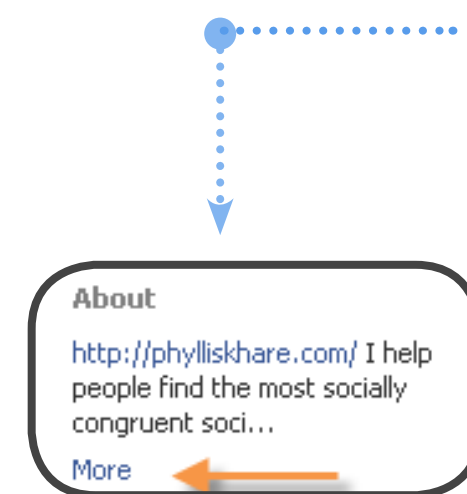 About
http://phylliskhare.com/ I help
people find the most socially
congruent soci...
More